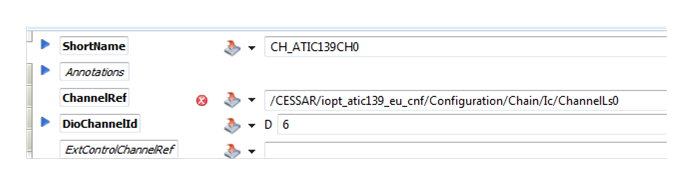 ShortName CH_ATIC139CH0
Annotations
ChannelRef /CESSAR/iopt_atic139_eu_cnf/Configuration/Chain/Ic/ChannelLs0
DioChannelId D 6
ExtControlChannelRef